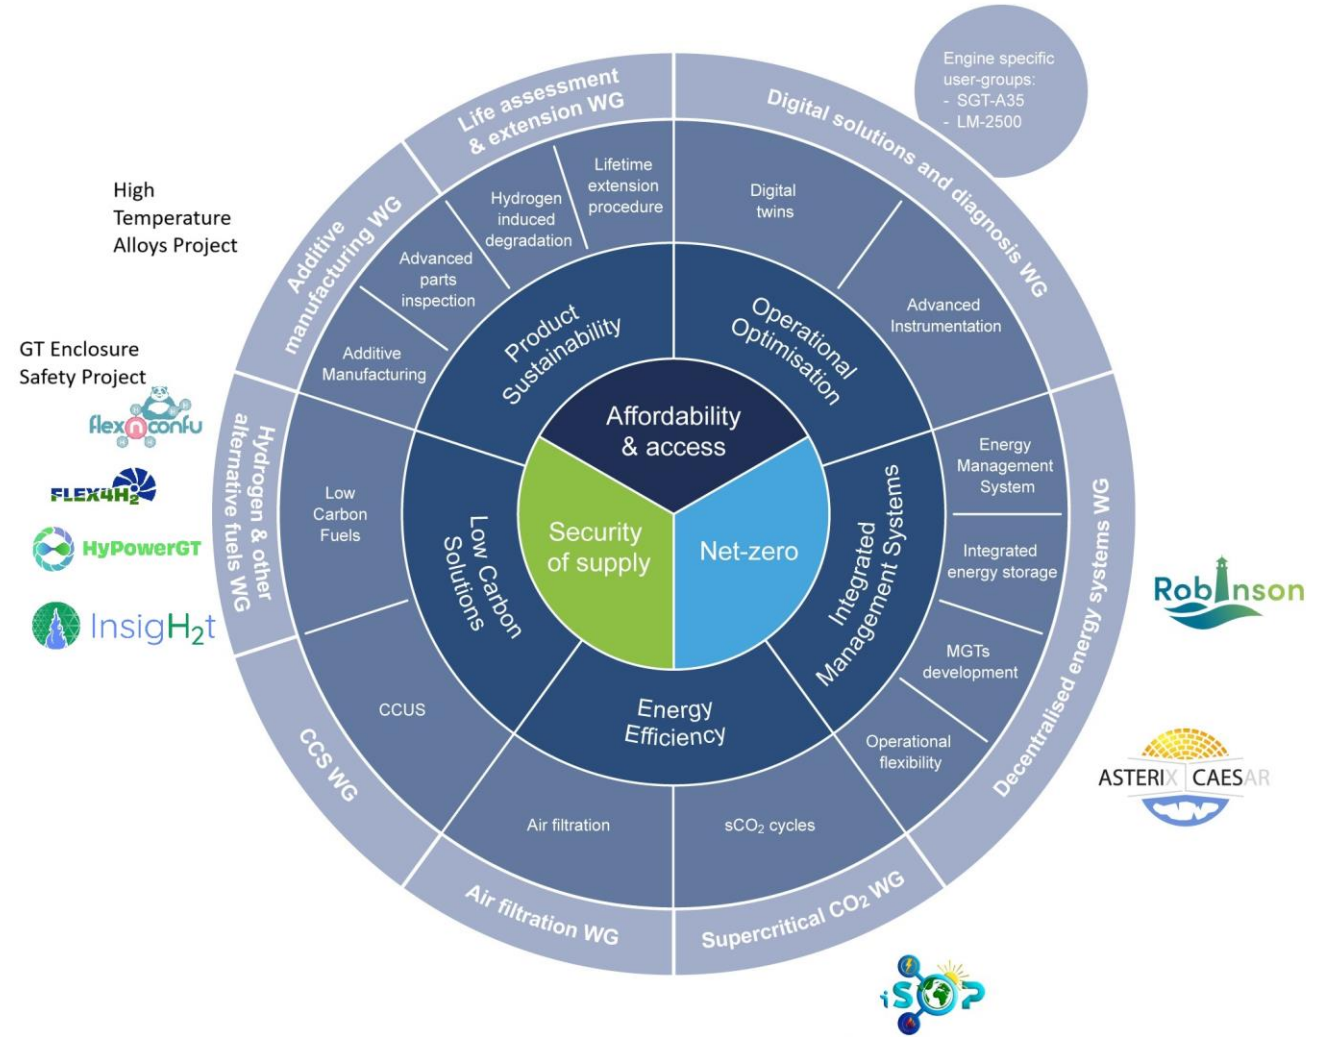 Engine specific
user-groups:
- SGT-A35
- LM-2500
Life assessment
& extension WG
Digital solutions and diagnosis WG
Additive
manufacturing WG
High
Temperature
Alloys Project
Lifetime
extension
procedure
Hydrogen
induced
degradation
Digital
twins
Advanced
parts
inspection
Advanced
Instrumentation
Additive
Manufacturing
Product
Sustainability
Operational
Optimisation
GT Enclosure
Safety Project
flexnconfu
FLEX4H2
HyPowerGT
InsigH2t
Hydrogen & other
alternative fuels WG
Low
Carbon
Fuels
Low Carbon
Solutions
Affordability
& access
Security
of supply
Net-zero
Integrated
Management Systems
Energy
Management
System
Integrated
energy storage
MGTs
development
Operational
flexibility
Decentralised energy systems WG
RobInson
ASTERIX CAESAR
CCUS
CCS WG
Energy
Efficiency
Air filtration
sCO2 cycles
Air filtration WG
Supercritical CO2 WG
iSOP